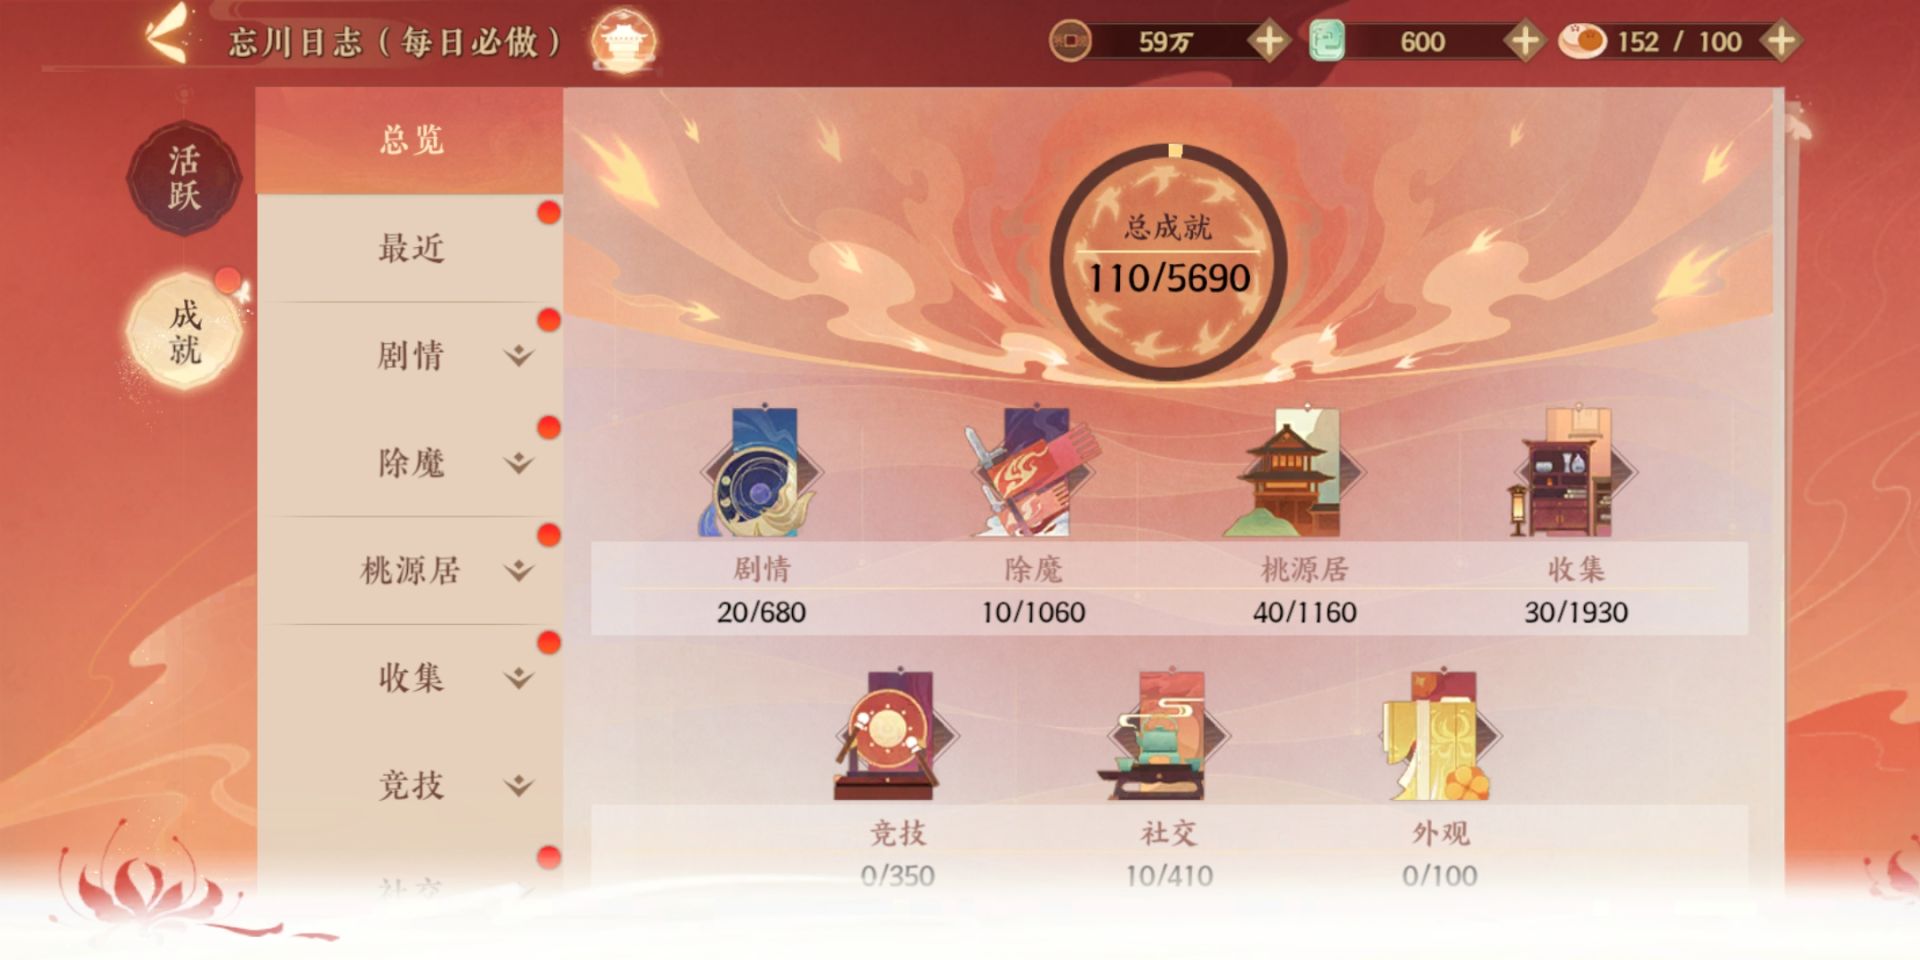 忘川日志（每日必做）
59万
600
152 / 100
活跃
成就
总览
最近
剧情
除魔
桃源居
收集
竞技
社交
总成就
110/5690
剧情
除魔
桃源居
收集
20/680
10/1060
40/1160
30/1930
竞技
社交
外观
0/350
10/410
0/100